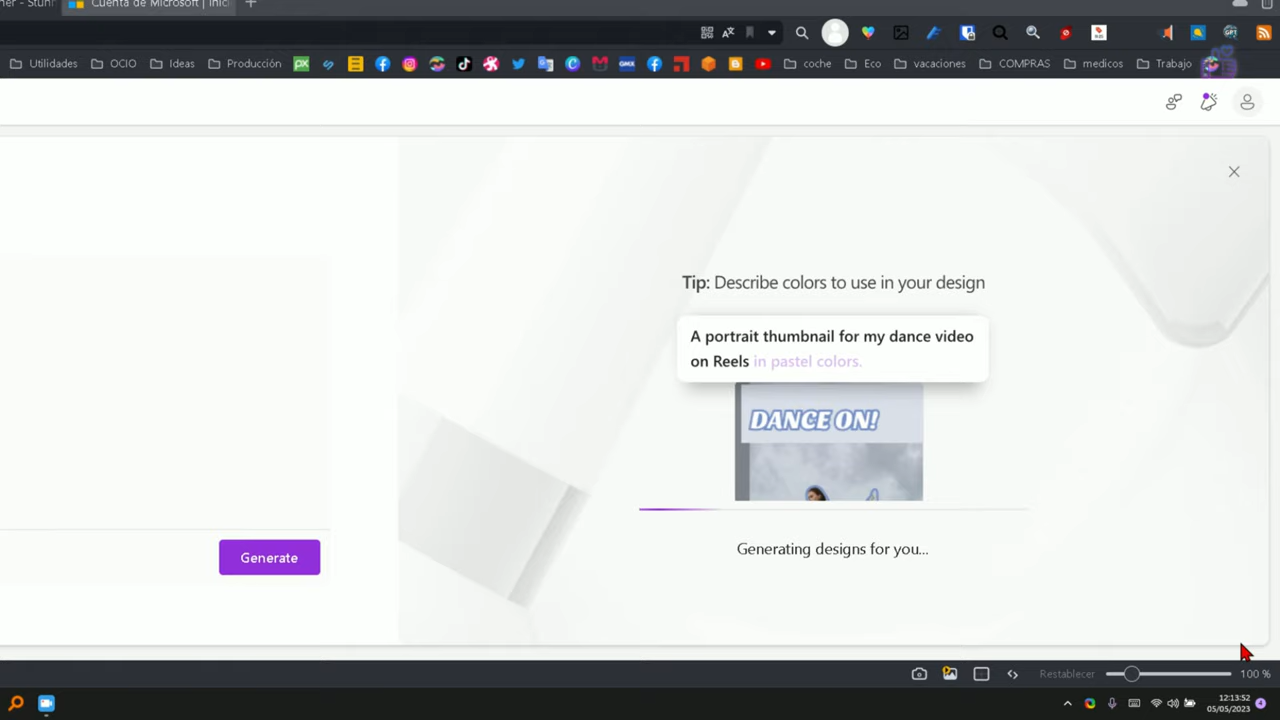 Cuenta de Microsoft | Inici
Utilidades OCIO Ideas Producción coche Eco vacaciones COMPRAS medicos Trabajo
Tip: Describe colors to use in your design
A portrait thumbnail for my dance video
on Reels in pastel colors.
DANCE ON!
Generating designs for you...
Generate
Restablecer 100 %
12:13:52
05/05/2023